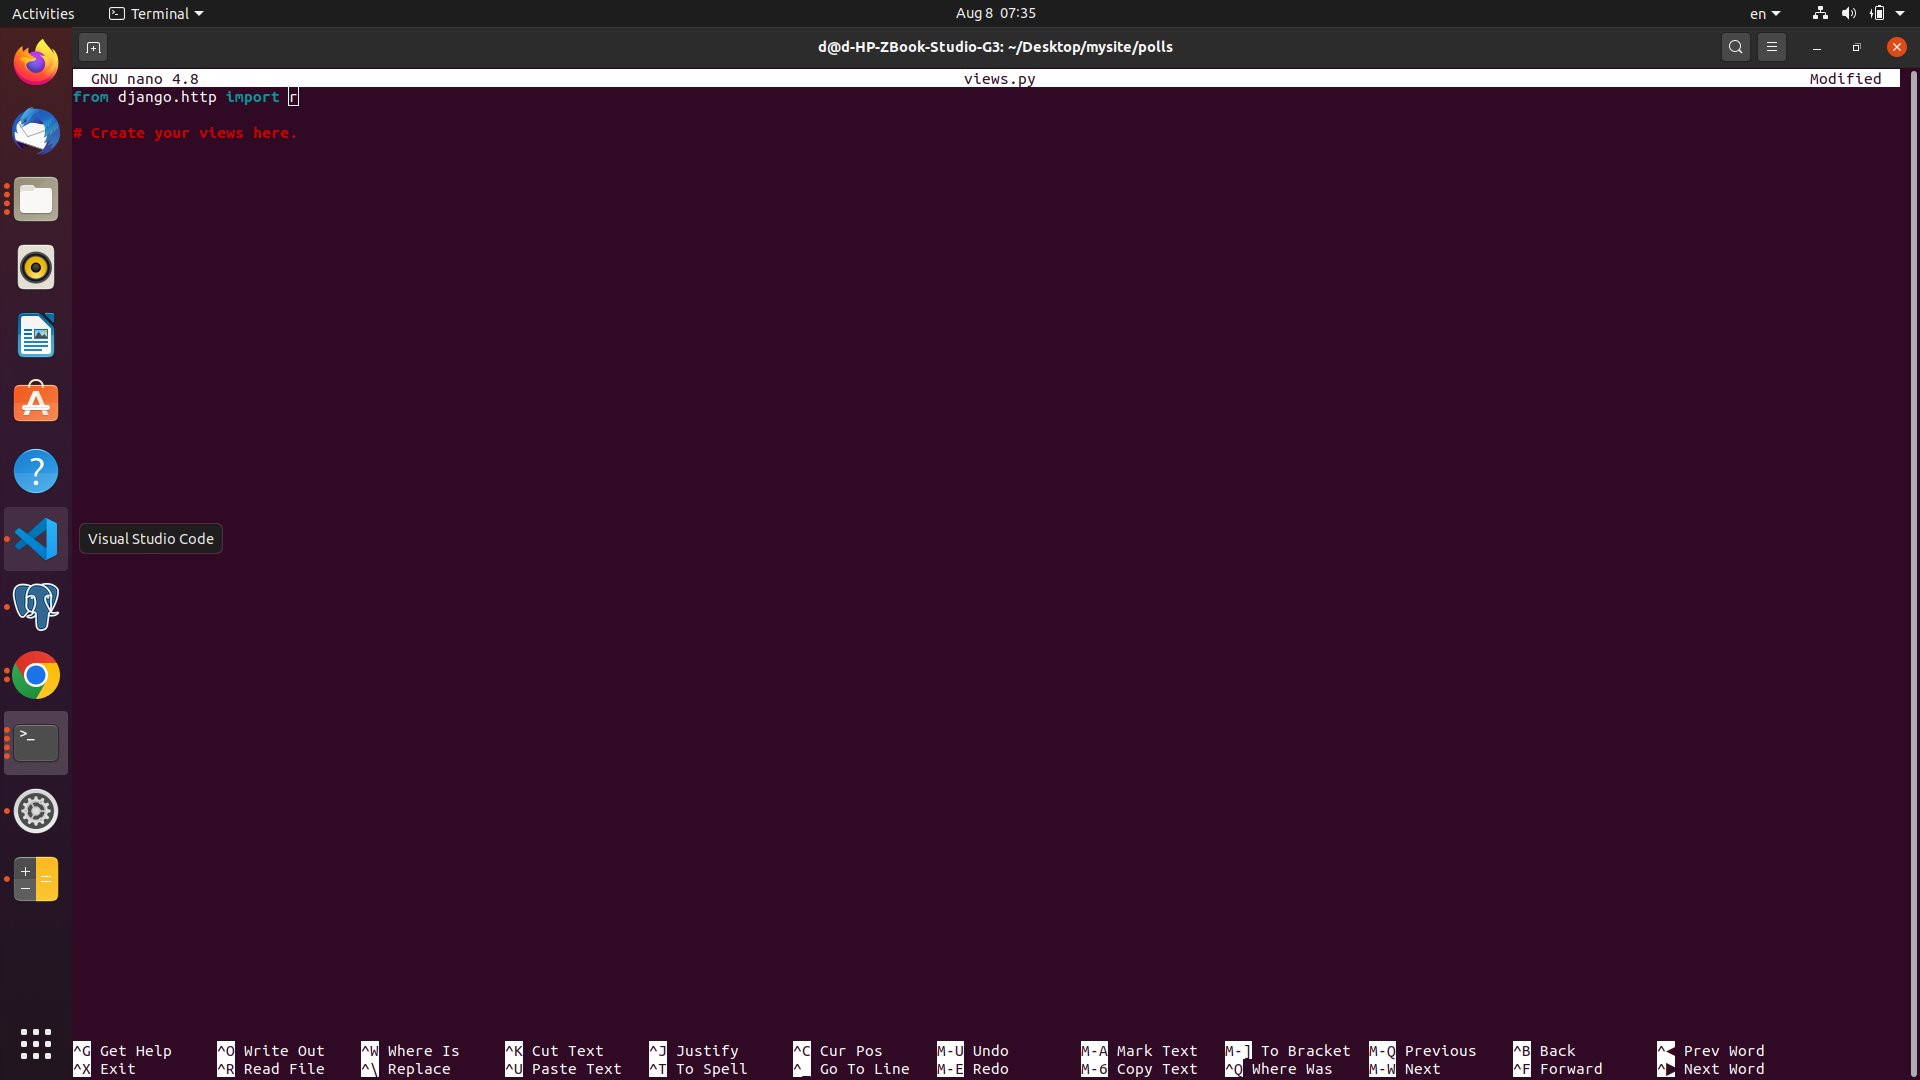 Activities Terminal Aug 8 07:35 en
d@d-HP-ZBook-Studio-G3: ~/Desktop/mysite/polls
GNU nano 4.8 views.py Modified
from django.http import r
# Create your views here.
Visual Studio Code
^G Get Help ^O Write Out ^W Where Is ^K Cut Text ^J Justify ^C Cur Pos M-U Undo M-A Mark Text M-] To Bracket M-Q Previous ^B Back ^◀ Prev Word
^X Exit ^R Read File ^\ Replace ^U Paste Text ^T To Spell ^_ Go To Line M-E Redo M-6 Copy Text ^Q Where Was M-W Next ^F Forward ^▶ Next Word